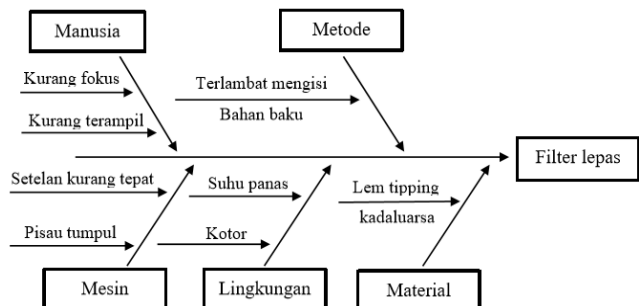 Manusia
Metode
Kurang fokus
Kurang terampil
Terlambat mengisi
Bahan baku
Filter lepas
Setelan kurang tepat
Pisau tumpul
Suhu panas
Kotor
Lem tipping
kadaluarsa
Mesin
Lingkungan
Material